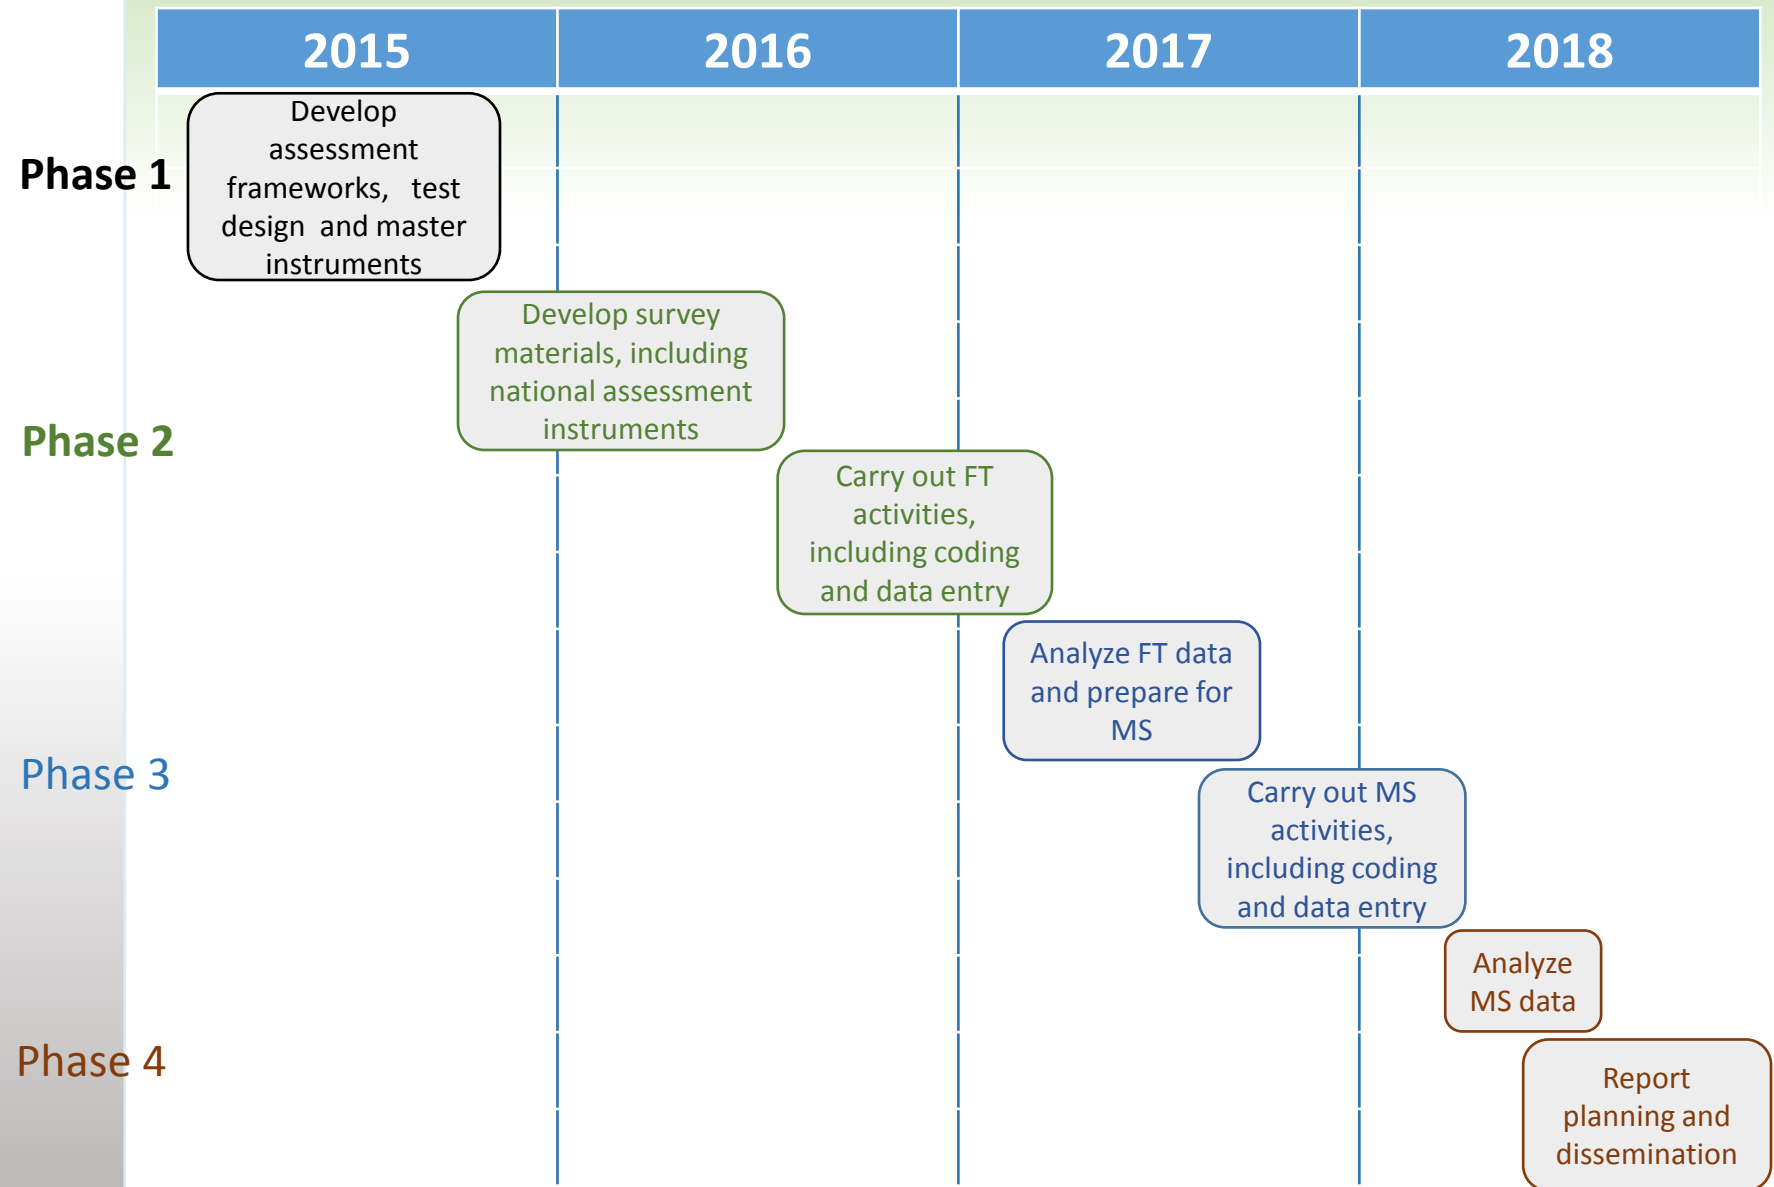 2015 2016 2017 2018
Phase 1
Develop
assessment
frameworks, test
design and master
instruments
Phase 2
Develop survey
materials, including
national assessment
instruments
Carry out FT
activities,
including coding
and data entry
Phase 3
Analyze FT data
and prepare for
MS
Carry out MS
activities,
including coding
and data entry
Phase 4
Analyze
MS data
Report
planning and
dissemination